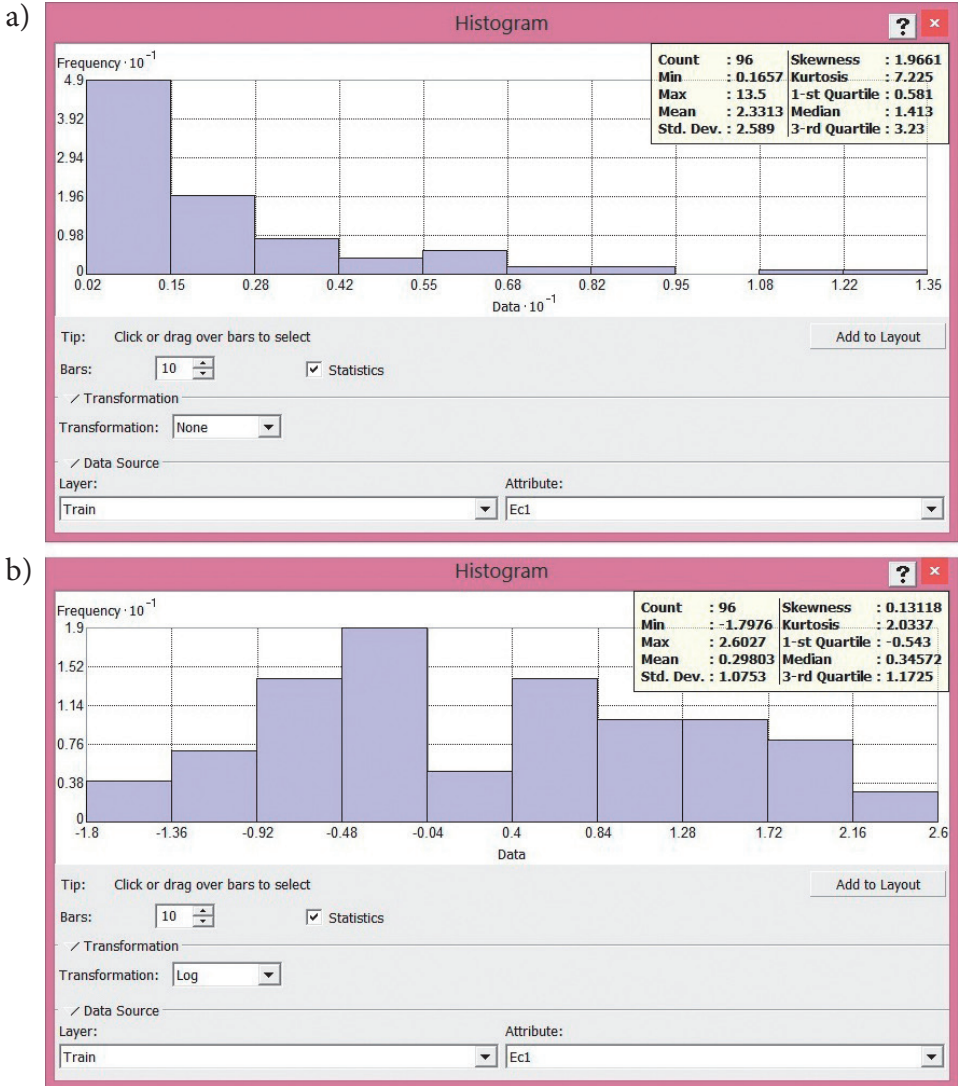 a)
Histogram
?
×
Frequency · 10⁻¹
Count : 96 Skewness : 1.9661
Min : 0.1657 Kurtosis : 7.225
Max : 13.5 1-st Quartile : 0.581
Mean : 2.3313 Median : 1.413
Std. Dev. : 2.589 3-rd Quartile : 3.23
4.9
3.92
2.94
1.96
0.98
0
0.02 0.15 0.28 0.42 0.55 0.68 0.82 0.95 1.08 1.22 1.35
Data · 10⁻¹
Tip: Click or drag over bars to select
Add to Layout
Bars: 10 Statistics
Transformation
Transformation: None
Data Source
Layer: Attribute:
Train Ec1
b)
Histogram
?
×
Frequency · 10⁻¹
Count : 96 Skewness : 0.13118
Min : -1.7976 Kurtosis : 2.0337
Max : 2.6027 1-st Quartile : -0.543
Mean : 0.29803 Median : 0.34572
Std. Dev. : 1.0753 3-rd Quartile : 1.1725
1.9
1.52
1.14
0.76
0.38
0
-1.8 -1.36 -0.92 -0.48 -0.04 0.4 0.84 1.28 1.72 2.16 2.6
Data
Tip: Click or drag over bars to select
Add to Layout
Bars: 10 Statistics
Transformation
Transformation: Log
Data Source
Layer: Attribute:
Train Ec1